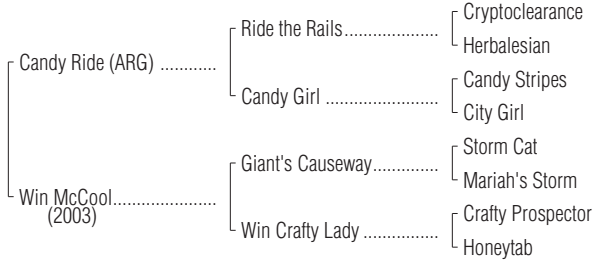 Cryptoclearance
Ride the Rails....................
Herbalesian
Candy Ride (ARG) ............
Candy Stripes
Candy Girl ........................
City Girl
Storm Cat
Giant's Causeway..............
Mariah's Storm
Win McCool......................
(2003)
Crafty Prospector
Win Crafty Lady ................
Honeytab